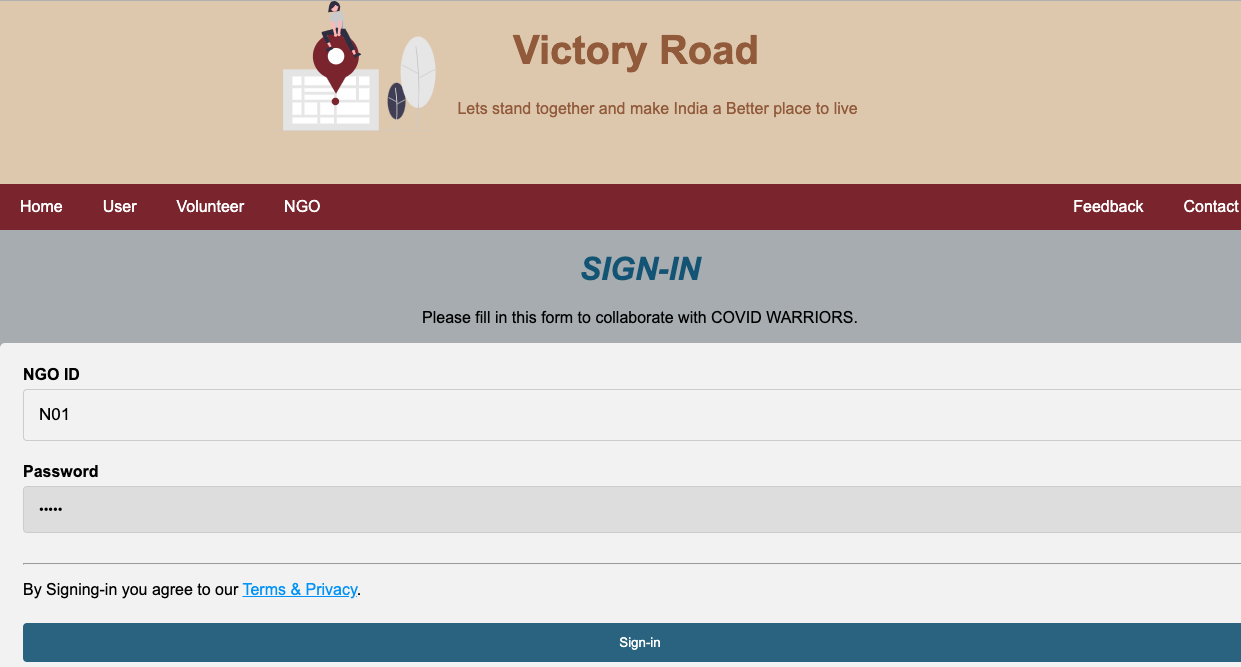 Victory Road
Lets stand together and make India a Better place to live
Home User Volunteer NGO Feedback Contact
SIGN-IN
Please fill in this form to collaborate with COVID WARRIORS.
NGO ID
N01
Password
•••••
By Signing-in you agree to our Terms & Privacy.
Sign-in